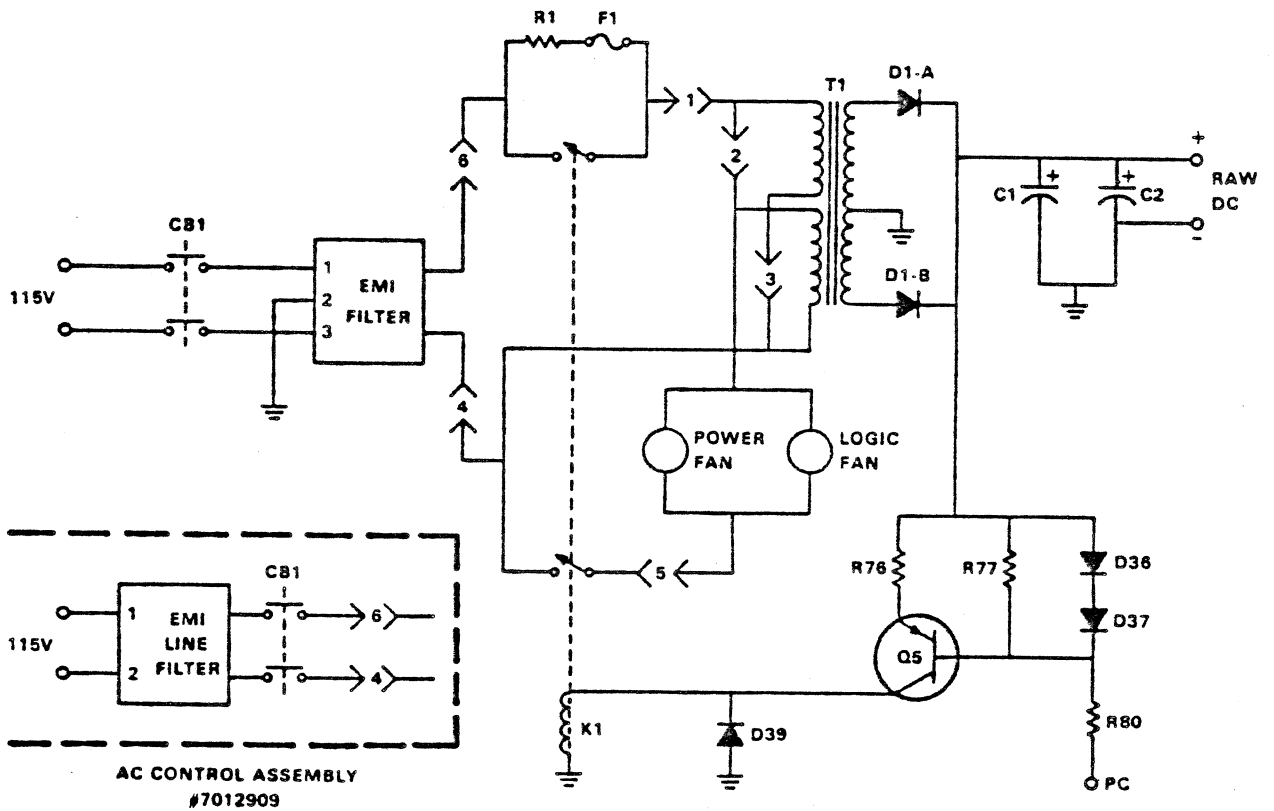 R1 F1
D1-A
T1
1
2
6
+
RAW
DC
-
C1 + + C2
CB1
3
D1-B
115V
1
2
3
EMI
FILTER
4
POWER
FAN
LOGIC
FAN
5
R76 R77 D36
D37
Q5
CB1
115V
1
2
EMI
LINE
FILTER
6
4
K1
D39
R80
PC
AC CONTROL ASSEMBLY
#7012909